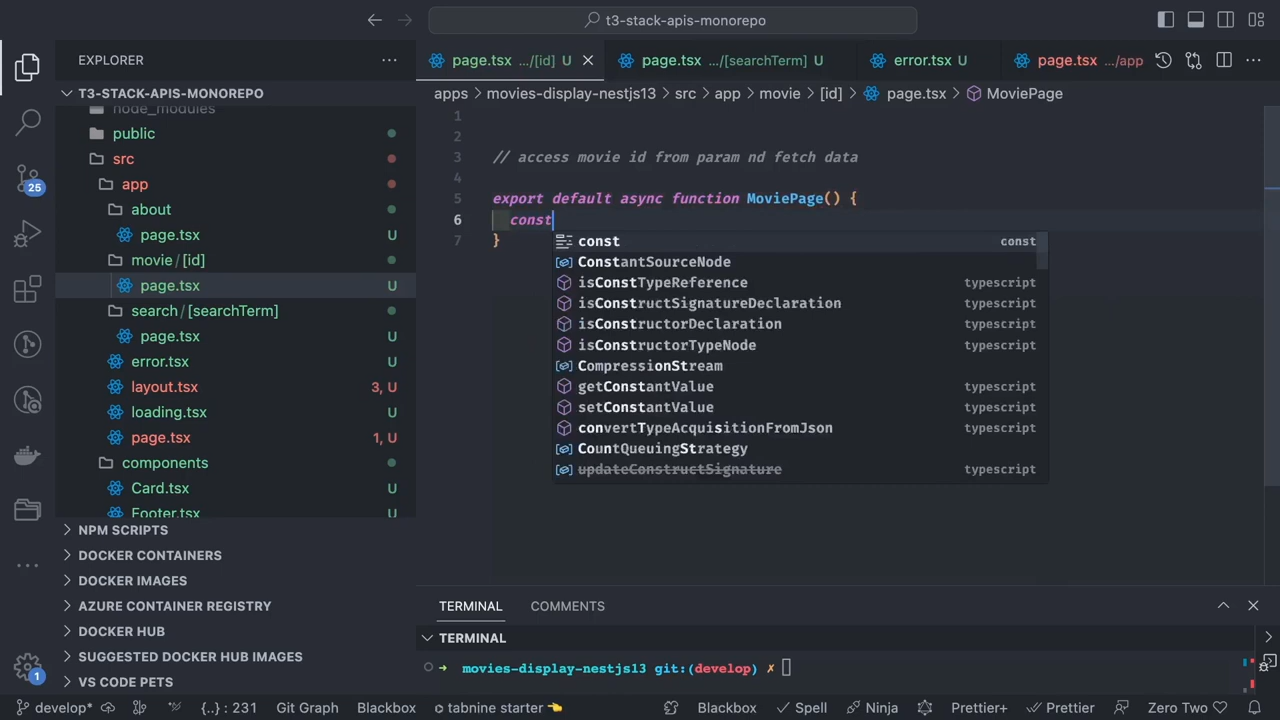 t3-stack-apis-monorepo
EXPLORER
page.tsx .../[id] U
page.tsx .../[searchTerm] U
error.tsx U
page.tsx .../app
T3-STACK-APIS-MONOREPO
apps > movies-display-nestjs13 > src > app > movie > [id] > page.tsx > MoviePage
node_modules
public
src
app
about
page.tsx U
movie / [id]
page.tsx U
search / [searchTerm]
page.tsx U
error.tsx U
layout.tsx 3, U
loading.tsx U
page.tsx 1, U
components
Card.tsx U
Footer.tsx U
NPM SCRIPTS
DOCKER CONTAINERS
DOCKER IMAGES
AZURE CONTAINER REGISTRY
DOCKER HUB
SUGGESTED DOCKER HUB IMAGES
VS CODE PETS
25
1
1
2
3 // access movie id from param nd fetch data
4
5 export default async function MoviePage() {
6 const
7 }
const const
ConstantSourceNode
isConstTypeReference typescript
isConstructSignatureDeclaration typescript
isConstructorDeclaration typescript
isConstructorTypeNode typescript
CompressionStream
getConstantValue typescript
setConstantValue typescript
convertTypeAcquisitionFromJson typescript
CountQueuingStrategy
updateConstructSignature typescript
TERMINAL COMMENTS
TERMINAL
movies-display-nestjs13 git:(develop) ✗
develop* {..} : 231 Git Graph Blackbox tabnine starter Blackbox Spell Ninja Prettier+ Prettier Zero Two